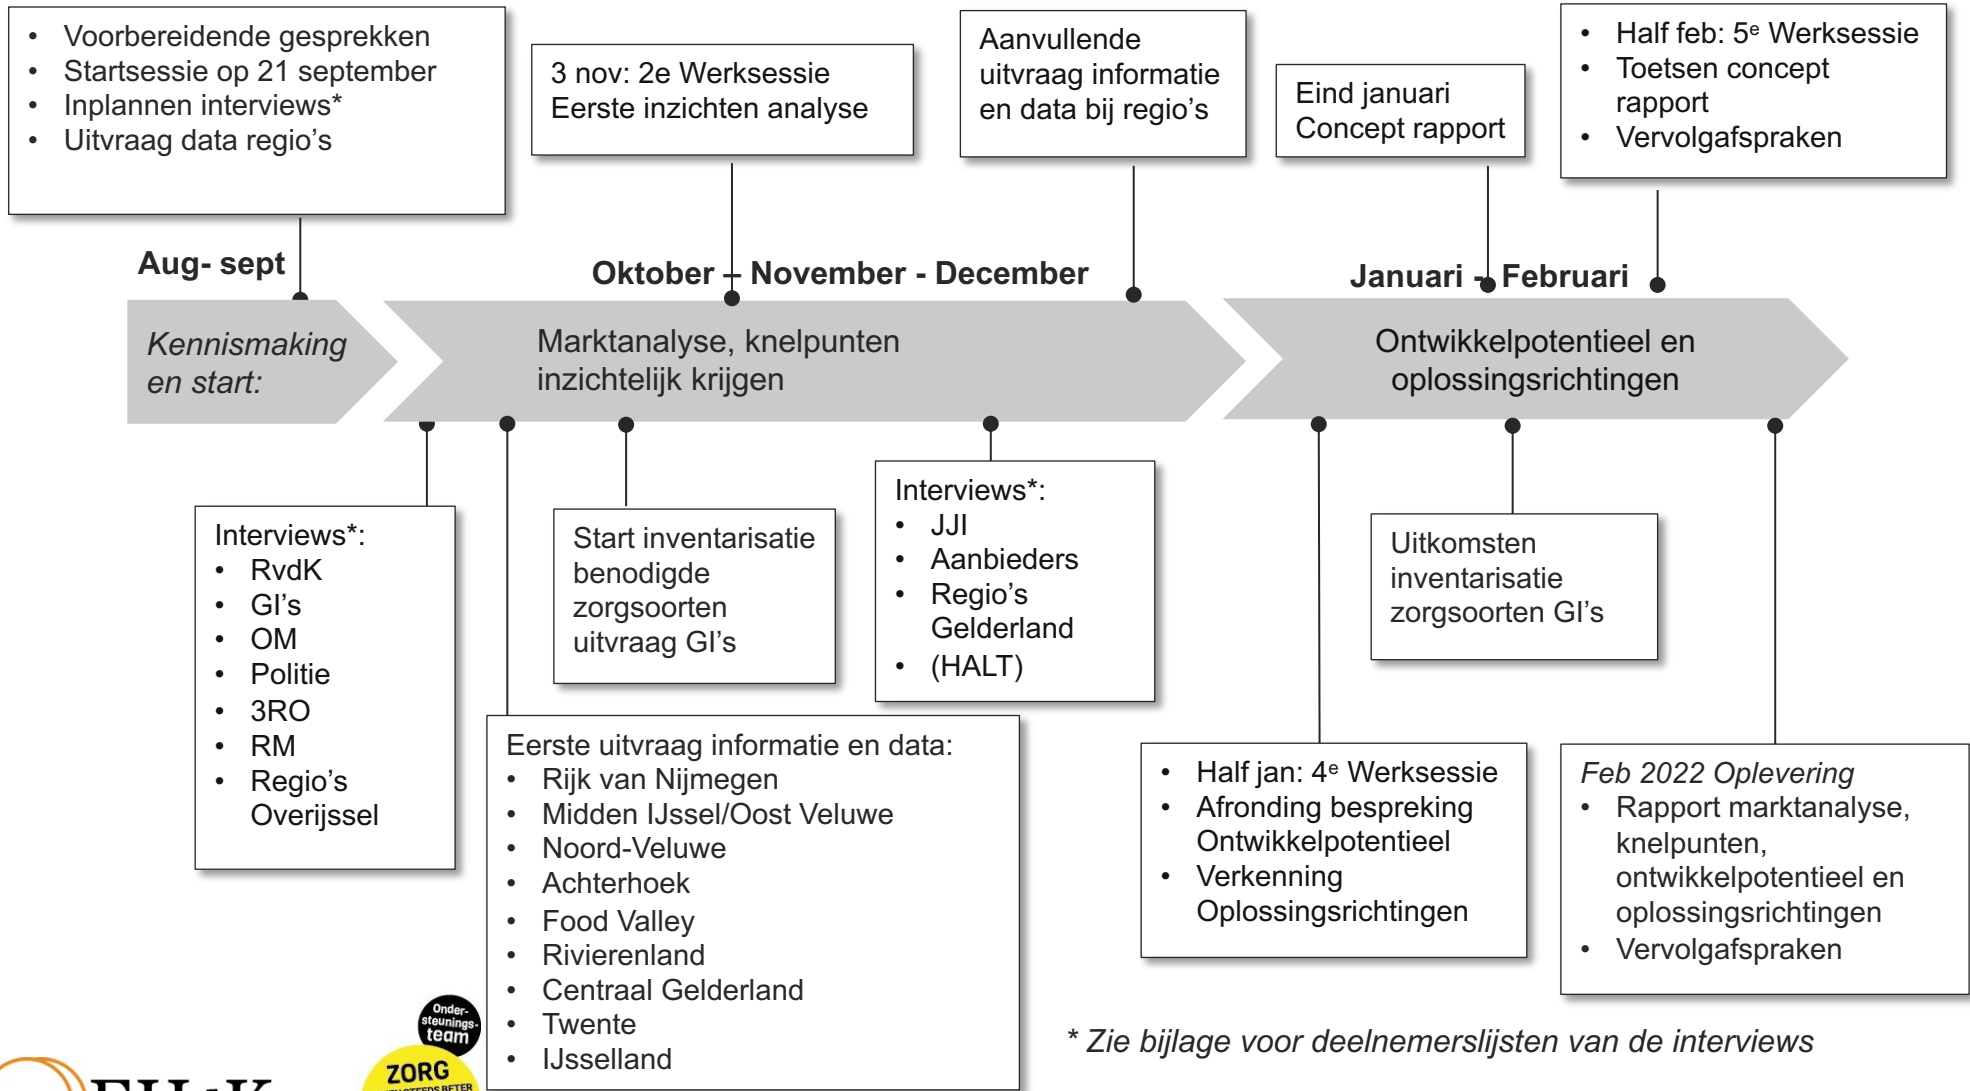 • Voorbereidende gesprekken
• Startsessie op 21 september
• Inplannen interviews*
• Uitvraag data regio's
3 nov: 2e Werksessie
Eerste inzichten analyse
Aanvullende
uitvraag informatie
en data bij regio's
Eind januari
Concept rapport
• Half feb: 5e Werksessie
• Toetsen concept
rapport
• Vervolgafspraken
Aug- sept
Oktober – November - December
Januari - Februari
Kennismaking
en start:
Marktanalyse, knelpunten
inzichtelijk krijgen
Ontwikkelpotentieel en
oplossingsrichtingen
Interviews*:
• RvdK
• GI's
• OM
• Politie
• 3RO
• RM
• Regio's
Overijssel
Start inventarisatie
benodigde
zorgsoorten
uitvraag GI's
Interviews*:
• JJI
• Aanbieders
• Regio's
Gelderland
• (HALT)
Uitkomsten
inventarisatie
zorgsoorten GI's
Eerste uitvraag informatie en data:
• Rijk van Nijmegen
• Midden IJssel/Oost Veluwe
• Noord-Veluwe
• Achterhoek
• Food Valley
• Rivierenland
• Centraal Gelderland
• Twente
• IJsselland
• Half jan: 4e Werksessie
• Afronding bespreking
Ontwikkelpotentieel
• Verkenning
Oplossingsrichtingen
Feb 2022 Oplevering
• Rapport marktanalyse,
knelpunten,
ontwikkelpotentieel en
oplossingsrichtingen
• Vervolgafspraken
* Zie bijlage voor deelnemerslijsten van de interviews
Onder-
steunings-
team
ZORG
STEEDS BETER